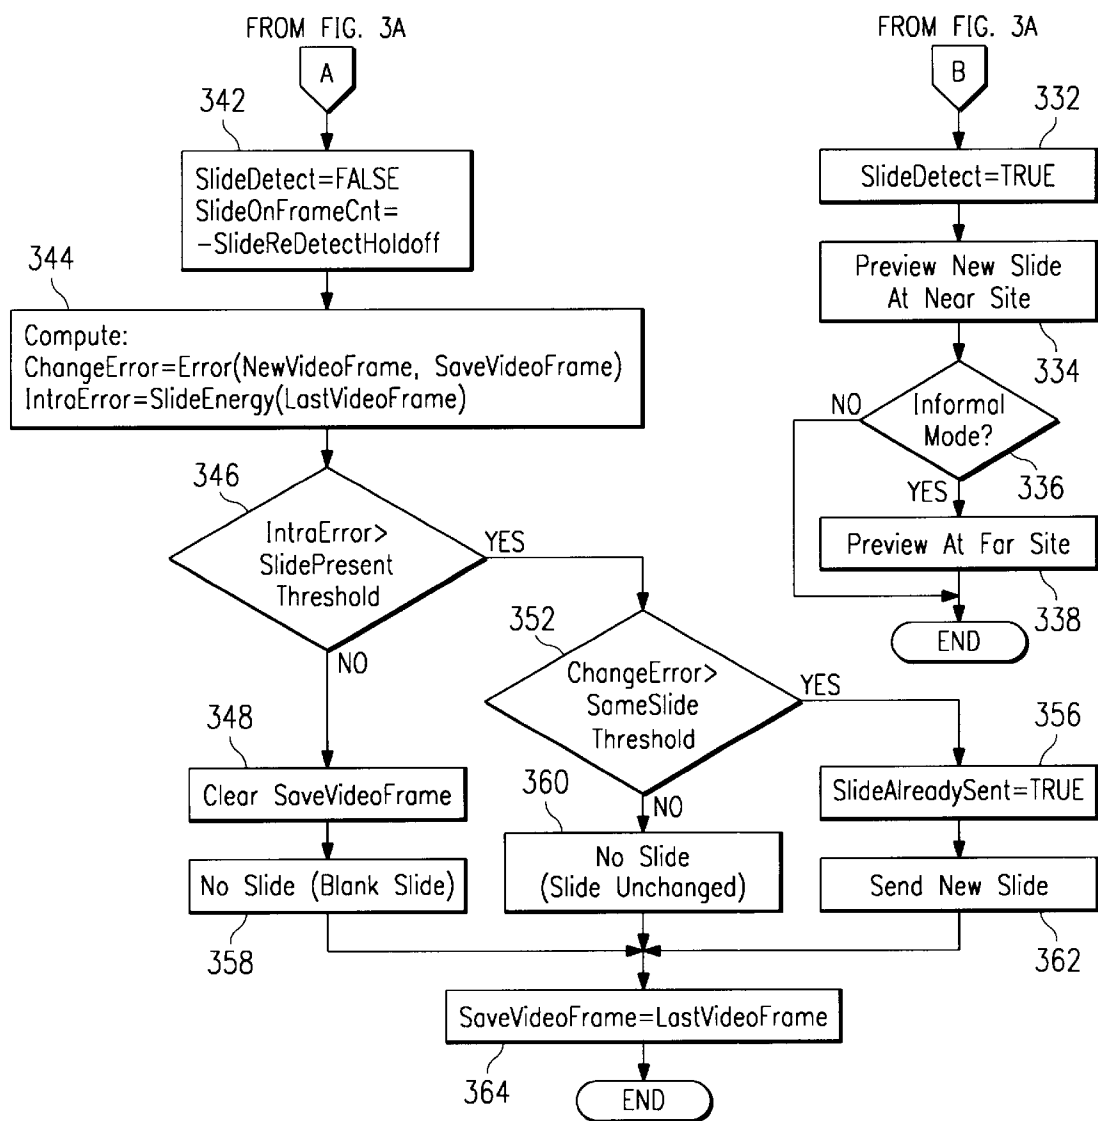 FROM FIG. 3A
A
342
SlideDetect=FALSE
SlideOnFrameCnt=
-SlideReDetectHoldoff
344
Compute:
ChangeError=Error(NewVideoFrame, SaveVideoFrame)
IntraError=SlideEnergy(LastVideoFrame)
346
IntraError>
SlidePresent
Threshold
YES
NO
352
ChangeError>
SameSlide
Threshold
YES
NO
348
Clear SaveVideoFrame
No Slide (Blank Slide)
358
360
No Slide
(Slide Unchanged)
356
SlideAlreadySent=TRUE
Send New Slide
362
SaveVideoFrame=LastVideoFrame
364
END
FROM FIG. 3A
B
332
SlideDetect=TRUE
Preview New Slide
At Near Site
334
Informal
Mode?
NO
336
YES
Preview At Far Site
338
END